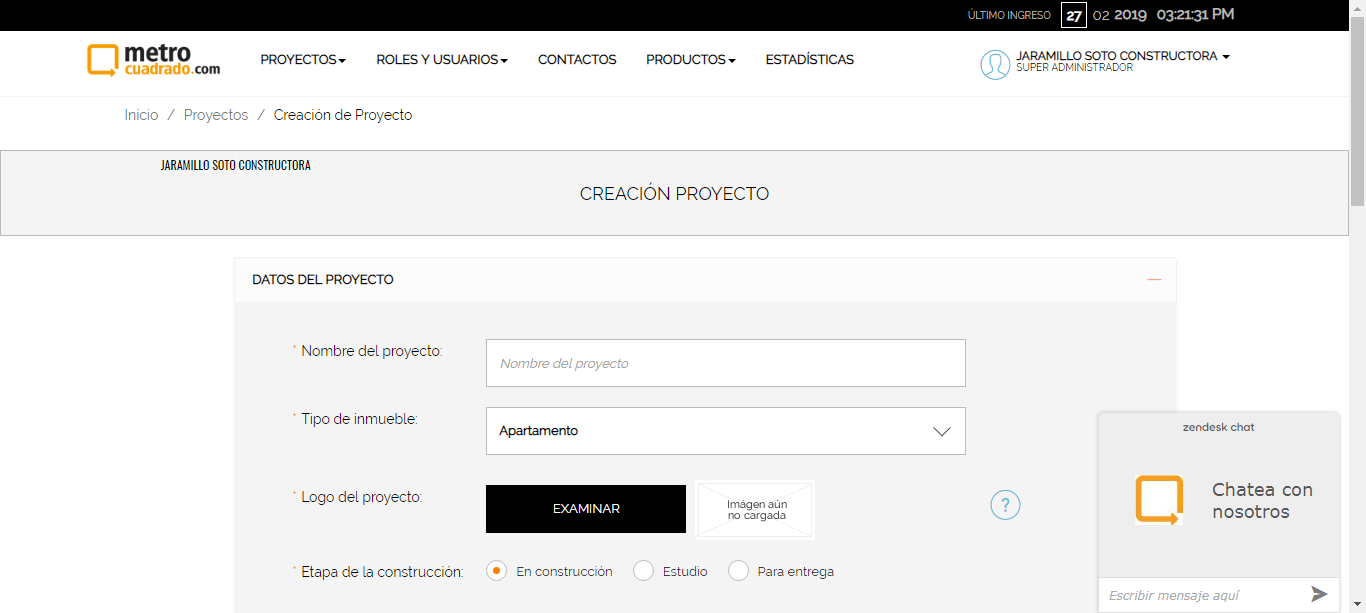 ÚLTIMO INGRESO 27 02 2019 03:21:31 PM
metro
cuadrado.com
PROYECTOS ROLES Y USUARIOS CONTACTOS PRODUCTOS ESTADÍSTICAS
JARAMILLO SOTO CONSTRUCTORA
SUPER ADMINISTRADOR
Inicio / Proyectos / Creación de Proyecto
JARAMILLO SOTO CONSTRUCTORA
CREACIÓN PROYECTO
DATOS DEL PROYECTO
* Nombre del proyecto: Nombre del proyecto
* Tipo de inmueble: Apartamento
* Logo del proyecto: EXAMINAR
Imágen aún
no cargada
?
* Etapa de la construcción: En construcción Estudio Para entrega
zendesk chat
Chatea con
nosotros
Escribir mensaje aquí